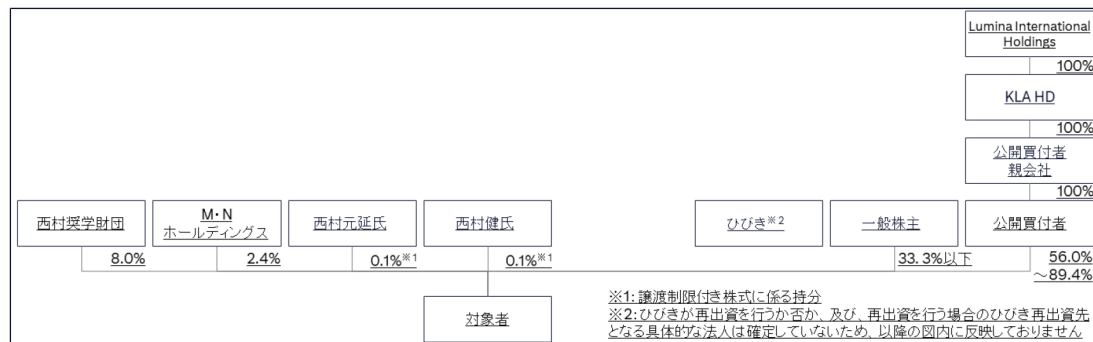 Lumina International
Holdings
100%
KLA HD
100%
公開買付者
親会社
100%
西村奨学財団
M・N
ホールディングス
西村元延氏
西村健氏
ひびき※2
一般株主
公開買付者
8.0%
2.4%
0.1%※1
0.1%※1
33.3%以下
56.0%
～89.4%
対象者
※1：譲渡制限付き株式に係る持分
※2：ひびきが再出資を行うか否か、及び、再出資を行う場合のひびき再出資先
となる具体的な法人は確定していないため、以降の図内に反映しておりません